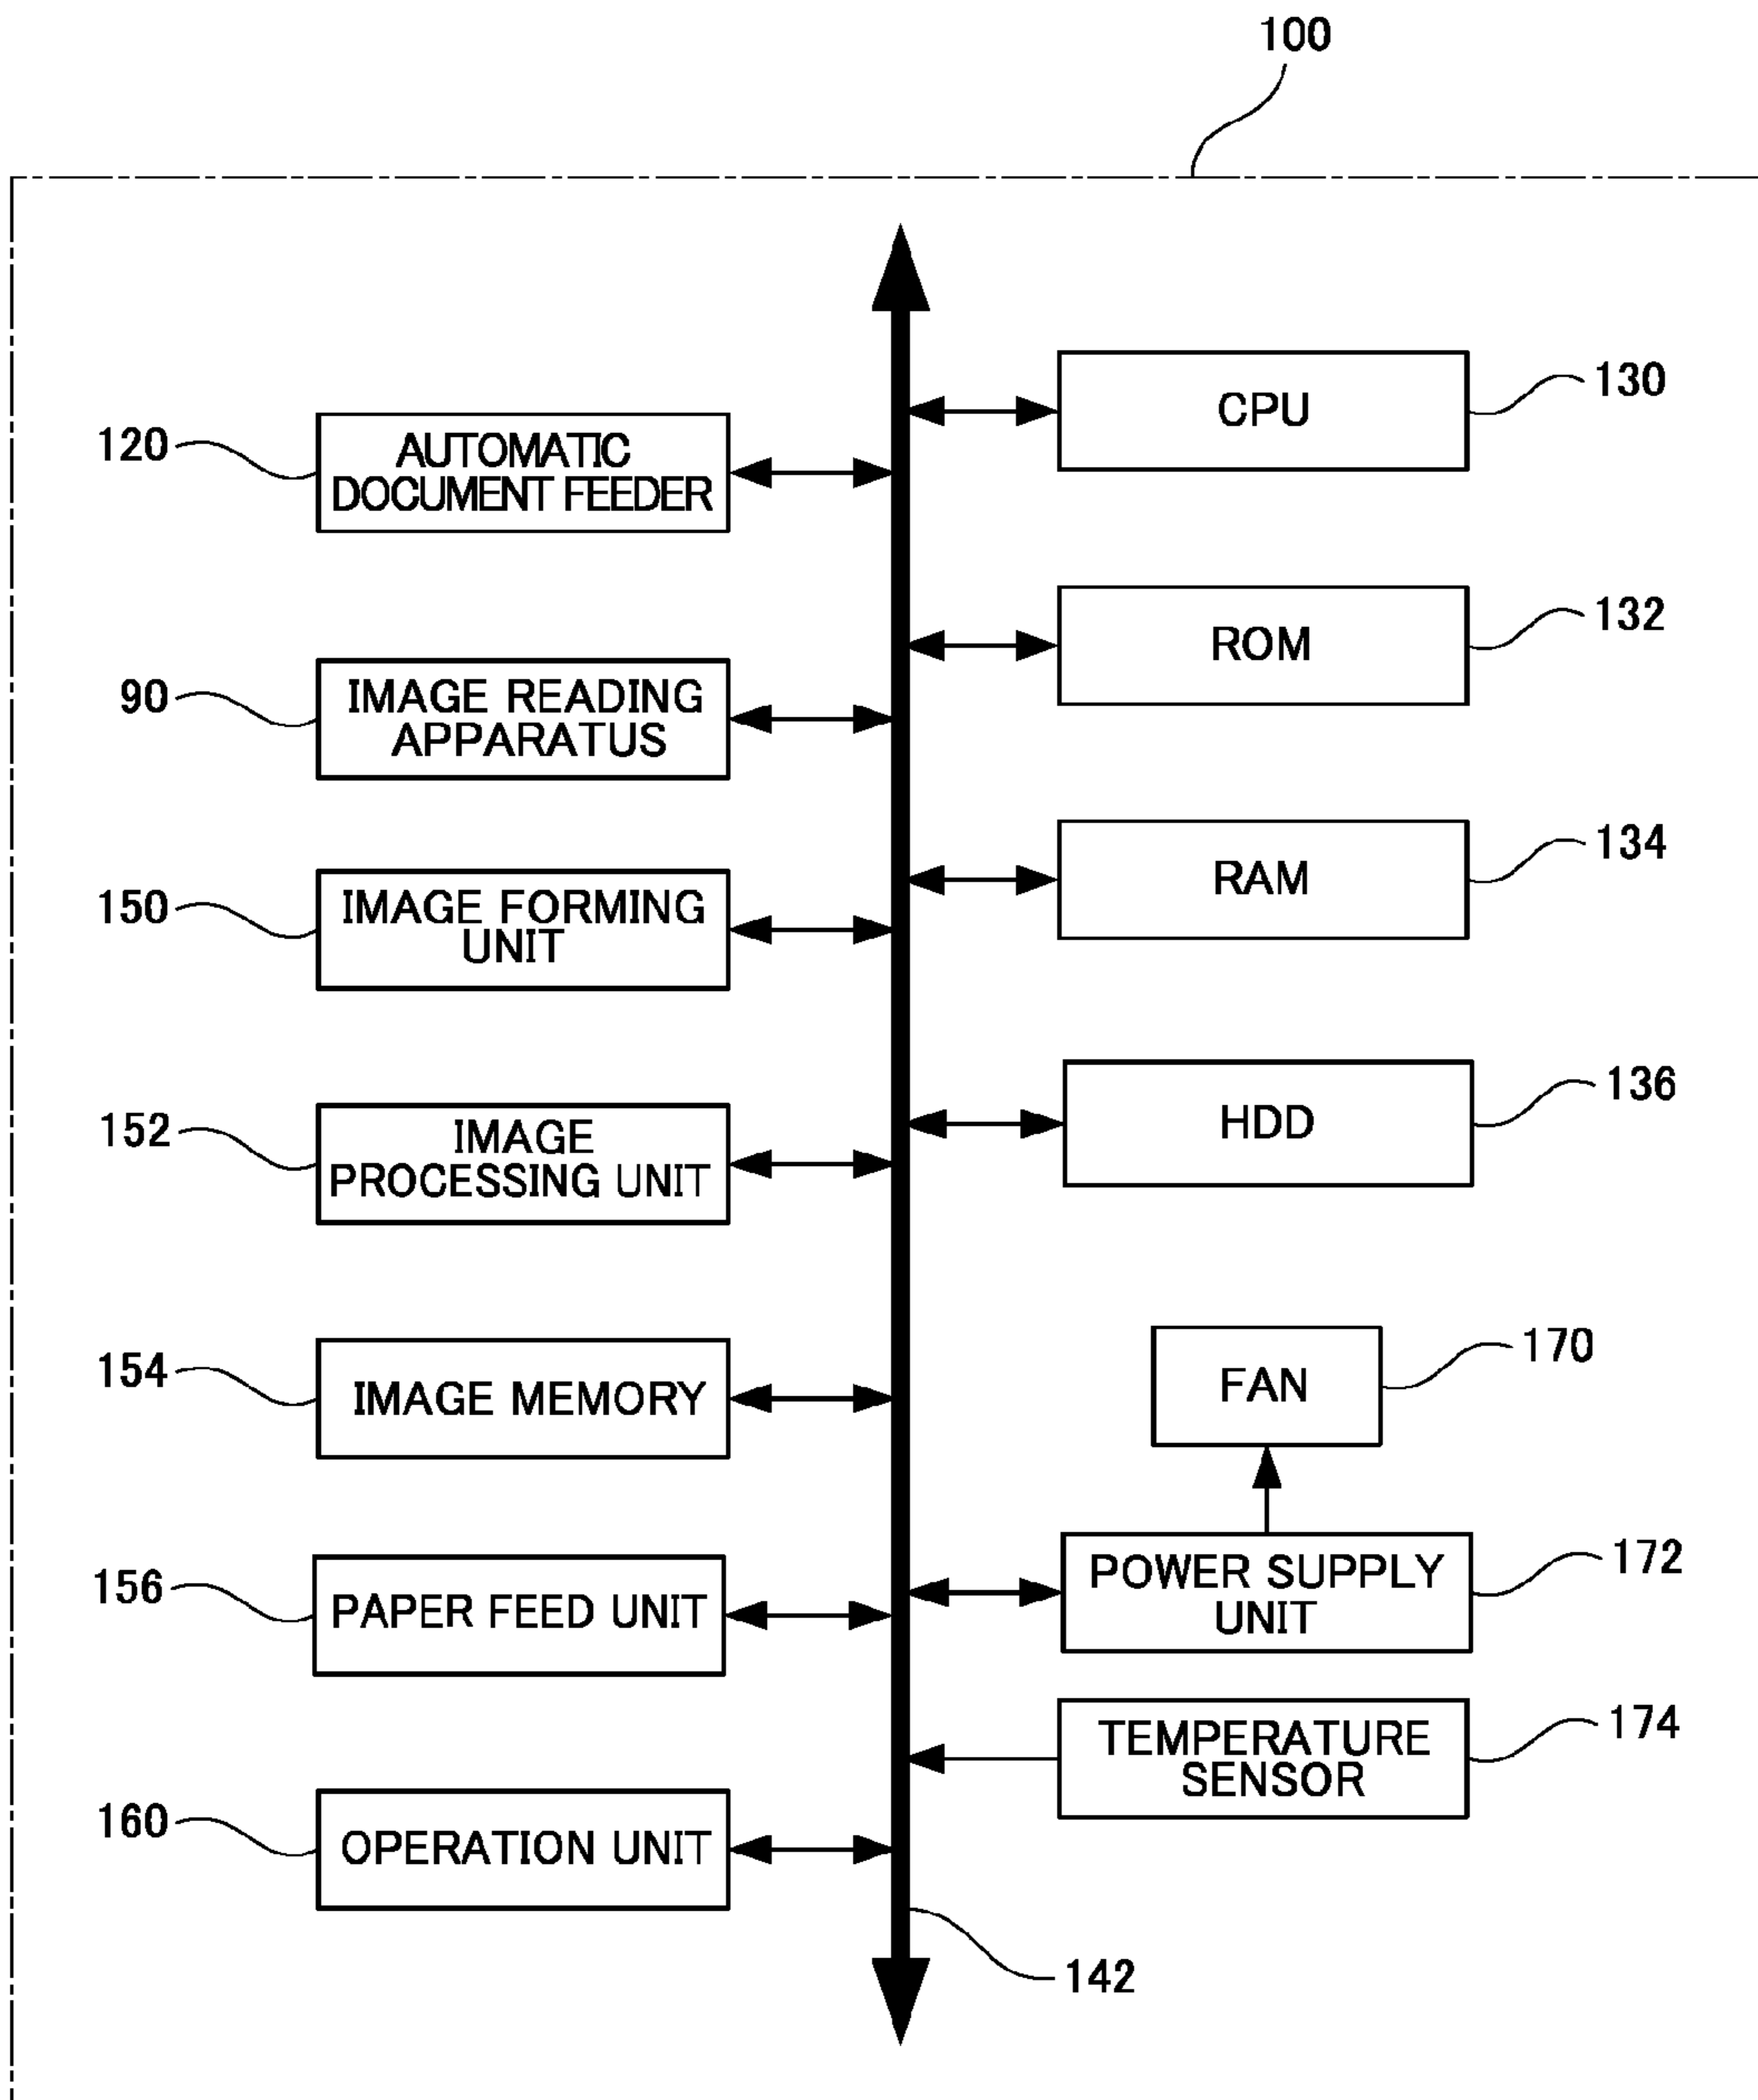 100
120
AUTOMATIC
DOCUMENT FEEDER
90
IMAGE READING
APPARATUS
150
IMAGE FORMING
UNIT
152
IMAGE
PROCESSING UNIT
154
IMAGE MEMORY
156
PAPER FEED UNIT
160
OPERATION UNIT
CPU
130
ROM
132
RAM
134
HDD
136
FAN
170
POWER SUPPLY
UNIT
172
TEMPERATURE
SENSOR
174
142